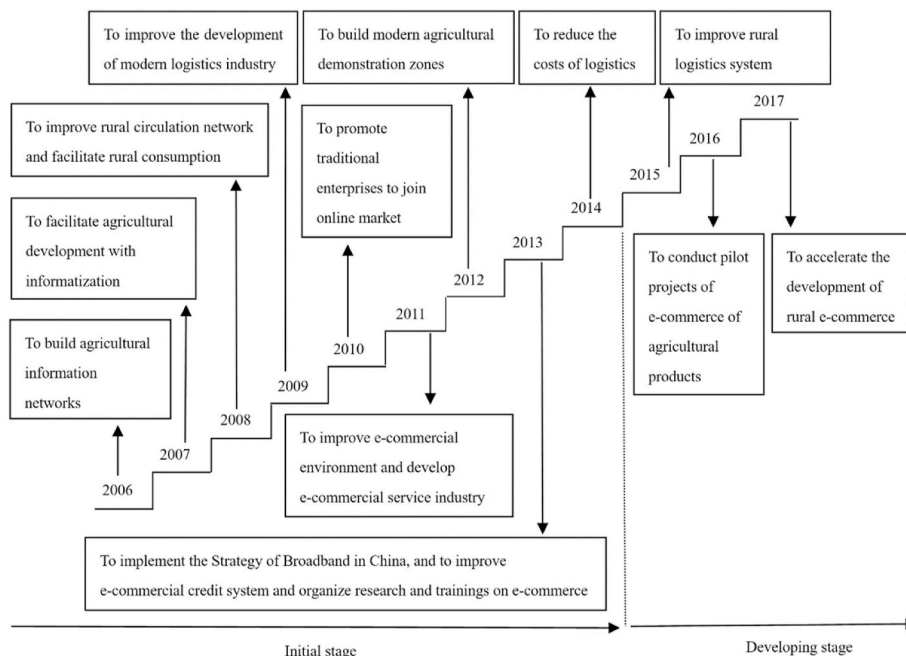 To improve the development
of modern logistics industry
To build modern agricultural
demonstration zones
To reduce the
costs of logistics
To improve rural
logistics system
2017
To improve rural circulation network
and facilitate rural consumption
To promote
traditional
enterprises to join
online market
2016
2015
2014
To facilitate agricultural
development with
informatization
2013
To conduct pilot
projects of
e-commerce of
agricultural
products
To accelerate the
development of
rural e-commerce
2012
2011
To build agricultural
information
networks
2010
2009
2008
2007
2006
To improve e-commercial
environment and develop
e-commercial service industry
To implement the Strategy of Broadband in China, and to improve
e-commercial credit system and organize research and trainings on e-commerce
Initial stage
Developing stage